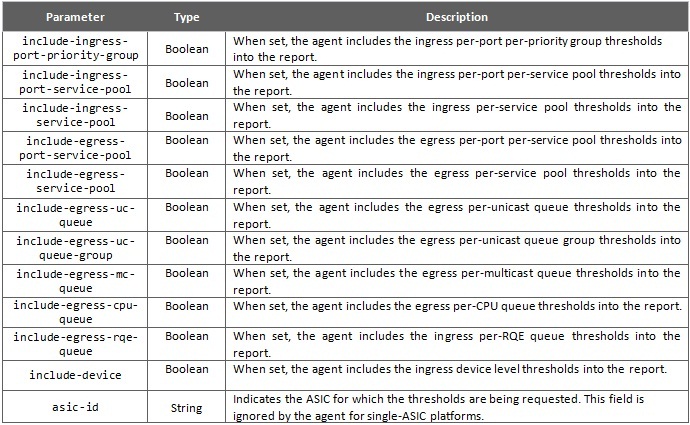 Parameter Type Description
include-ingress-
port-priority-group
Boolean
When set, the agent includes the ingress per-port per-priority group thresholds
into the report.
include-ingress-
port-service-pool
Boolean
When set, the agent includes the ingress per-port per-service pool thresholds into
the report.
include-ingress-
service-pool
Boolean
When set, the agent includes the ingress per-service pool thresholds into the
report.
include-egress-
port-service-pool
Boolean
When set, the agent includes the egress per-port per-service pool thresholds into
the report.
include-egress-
service-pool
Boolean
When set, the agent includes the egress per-service pool thresholds into the
report.
include-egress-uc-
queue
Boolean
When set, the agent includes the egress per-unicast queue thresholds into the
report.
include-egress-uc-
queue-group
Boolean
When set, the agent includes the egress per-unicast queue group thresholds into
the report.
include-egress-mc-
queue
Boolean
When set, the agent includes the egress per-multicast queue thresholds into the
report.
include-egress-cpu-
queue
Boolean
When set, the agent includes the egress per-CPU queue thresholds into the report.
include-egress-rqe-
queue
Boolean
When set, the agent includes the ingress per-RQE queue thresholds into the
report.
include-device
Boolean
When set, the agent includes the ingress device level thresholds into the report.
asic-id
String
Indicates the ASIC for which the thresholds are being requested. This field is
ignored by the agent for single-ASIC platforms.